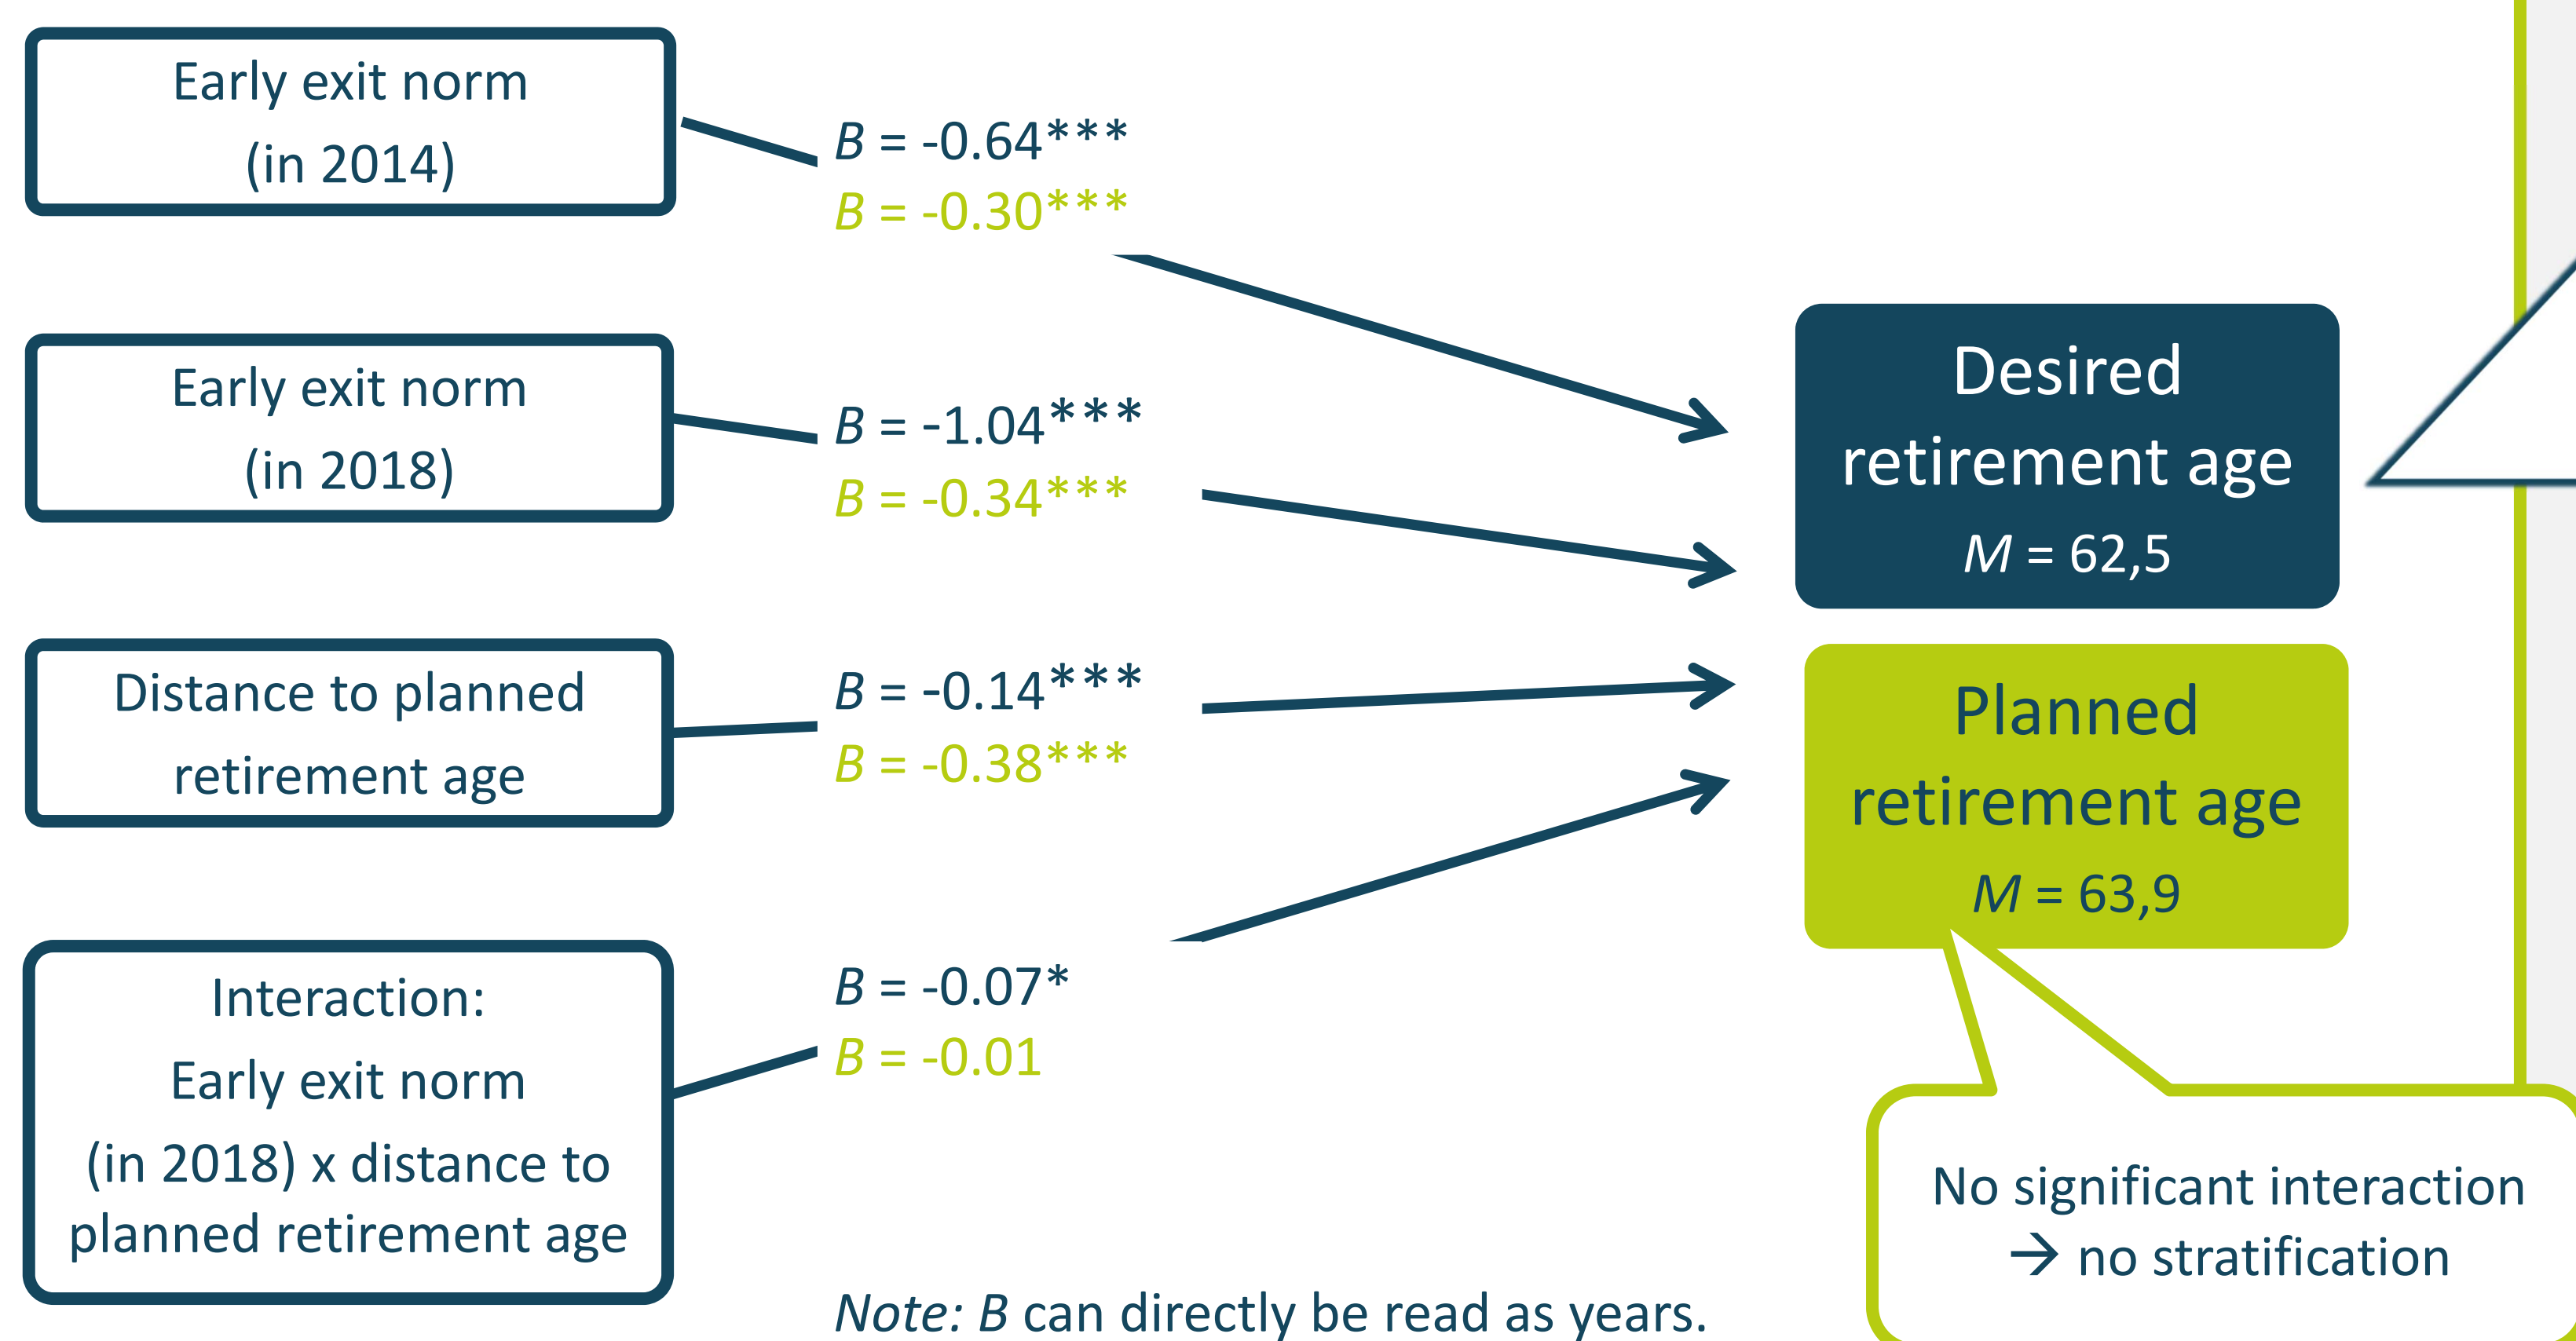 Early exit norm
(in 2014)
B = -0.64***
B = -0.30***
Early exit norm
(in 2018)
B = -1.04***
B = -0.34***
Distance to planned
retirement age
B = -0.14***
B = -0.38***
Interaction:
Early exit norm
(in 2018) x distance to
planned retirement age
B = -0.07*
B = -0.01
Desired
retirement age
M = 62,5
Planned
retirement age
M = 63,9
No significant interaction
→ no stratification
Note: B can directly be read as years.